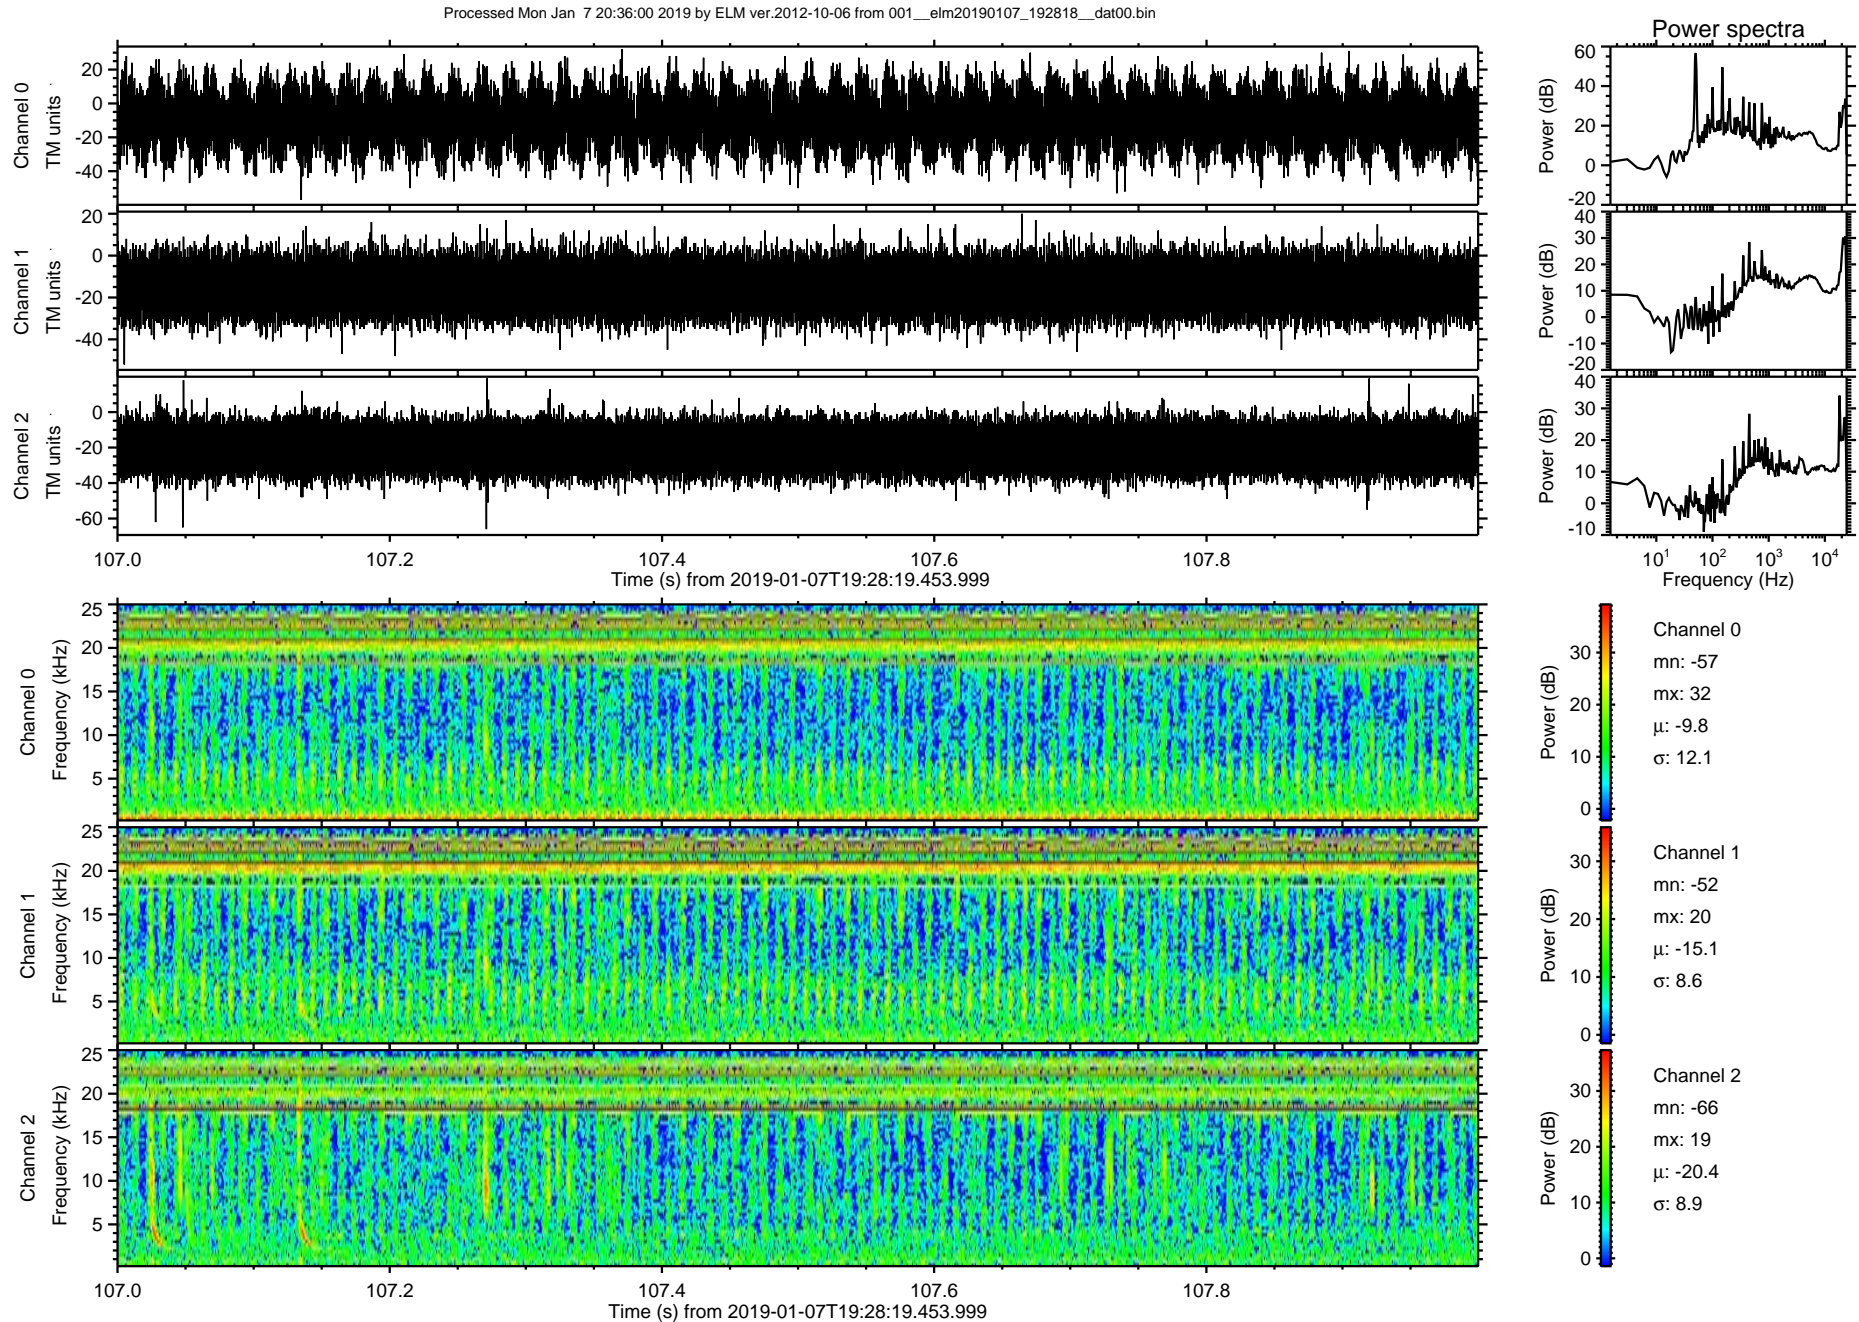 Processed Mon Jan  7 20:36:00 2019 by ELM ver.2012-10-06 from 001__elm20190107_192818__dat00.bin
Power spectra
Channel 0
TM units
20
0
-20
-40
Power (dB)
60
40
20
0
-20
Channel 1
TM units
20
0
-20
-40
Power (dB)
40
30
20
10
0
-10
-20
Channel 2
TM units
0
-20
-40
-60
Power (dB)
40
30
20
10
0
-10
107.0 107.2 107.4 107.6 107.8
Time (s) from 2019-01-07T19:28:19.453.999
10¹ 10² 10³ 10⁴
Frequency (Hz)
Channel 0
Frequency (kHz)
25
20
15
10
5
Power (dB)
30
20
10
0
Channel 0
mn: -57
mx: 32
μ: -9.8
σ: 12.1
Channel 1
Frequency (kHz)
25
20
15
10
5
Power (dB)
30
20
10
0
Channel 1
mn: -52
mx: 20
μ: -15.1
σ: 8.6
Channel 2
Frequency (kHz)
25
20
15
10
5
Power (dB)
30
20
10
0
Channel 2
mn: -66
mx: 19
μ: -20.4
σ: 8.9
107.0 107.2 107.4 107.6 107.8
Time (s) from 2019-01-07T19:28:19.453.999